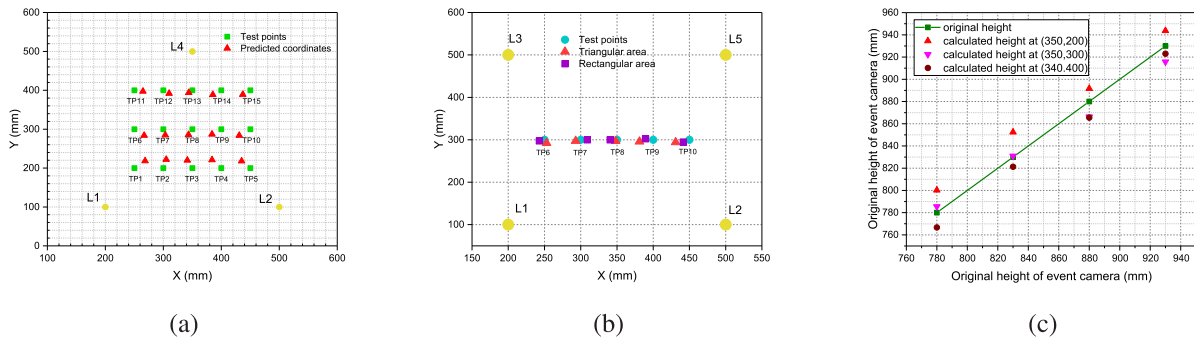 600
500
400
300
200
100
0
Y (mm)
L4
Test points
Predicted coordinates
TP11 TP12 TP13 TP14 TP15
TP6 TP7 TP8 TP9 TP10
TP1 TP2 TP3 TP4 TP5
L1
L2
100 200 300 400 500 600
X (mm)
(a)
600
500
400
300
200
100
Y (mm)
L3
L5
Test points
Triangular area
Rectangular area
TP6 TP7 TP8 TP9 TP10
L1
L2
150 200 250 300 350 400 450 500 550
X (mm)
(b)
960
940
920
900
880
860
840
820
800
780
760
Original height of event camera (mm)
original height
calculated height at (350,200)
calculated height at (350,300)
calculated height at (340.400)
760 780 800 820 840 860 880 900 920 940
Original height of event camera (mm)
(c)